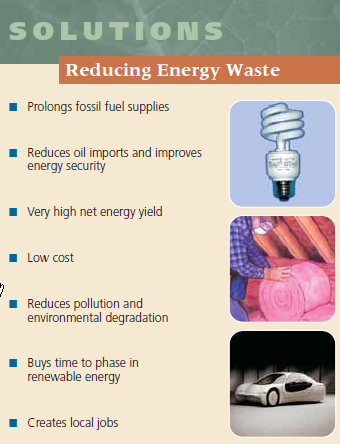 SOLUTIONS
Reducing Energy Waste
Prolongs fossil fuel supplies
Reduces oil imports and improves
energy security
Very high net energy yield
Low cost
Reduces pollution and
environmental degradation
Buys time to phase in
renewable energy
Creates local jobs